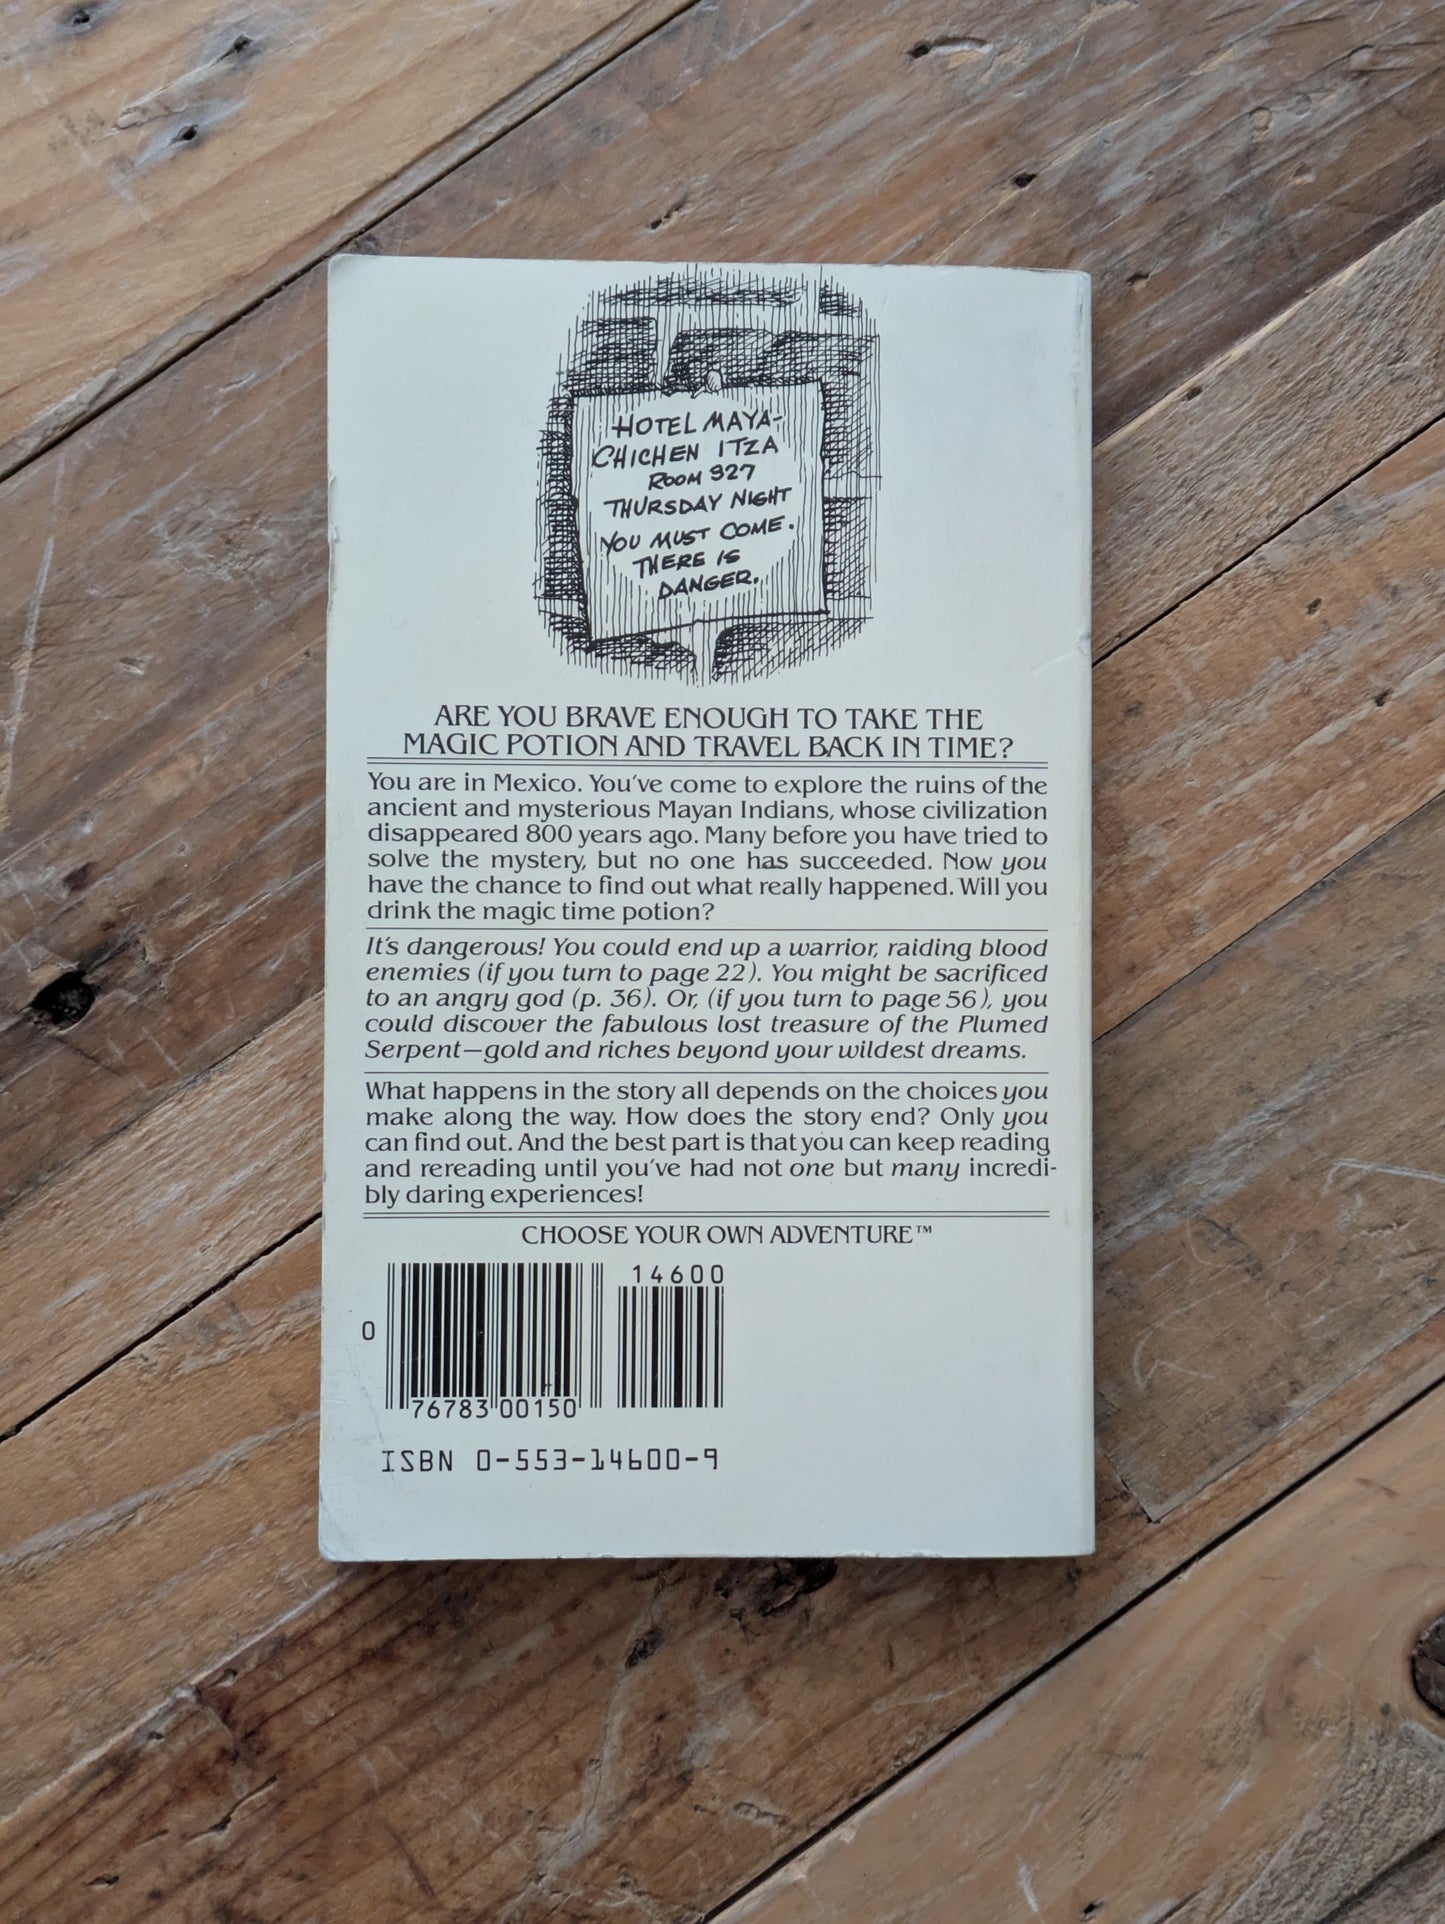 HOTEL MAYA-
CHICHEN ITZA
ROOM 927
THURSDAY NIGHT
YOU MUST COME.
THERE IS
DANGER.
ARE YOU BRAVE ENOUGH TO TAKE THE
MAGIC POTION AND TRAVEL BACK IN TIME?
You are in Mexico. You've come to explore the ruins of the
ancient and mysterious Mayan Indians, whose civilization
disappeared 800 years ago. Many before you have tried to
solve the mystery, but no one has succeeded. Now you
have the chance to find out what really happened. Will you
drink the magic time potion?
It's dangerous! You could end up a warrior, raiding blood
enemies (if you turn to page 22). You might be sacrificed
to an angry god (p. 36). Or, (if you turn to page 56), you
could discover the fabulous lost treasure of the Plumed
Serpent—gold and riches beyond your wildest dreams.
What happens in the story all depends on the choices you
make along the way. How does the story end? Only you
can find out. And the best part is that you can keep reading
and rereading until you've had not one but many incredi-
bly daring experiences!
CHOOSE YOUR OWN ADVENTURE™
14600
0
76783 00150
ISBN 0-553-14600-9